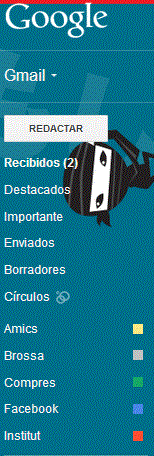 Google
Gmail
REDACTAR
Recibidos (2)
Destacados
Importante
Enviados
Borradores
Círculos
Amics
Brossa
Compres
Facebook
Institut